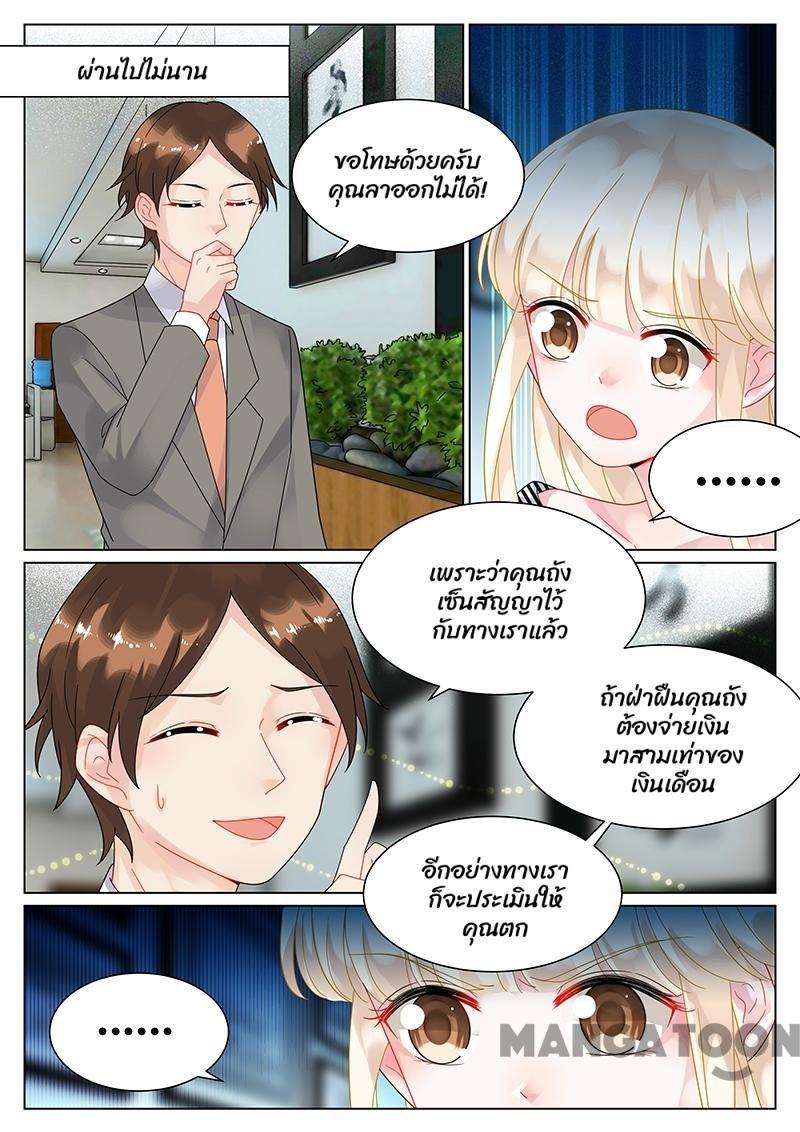 ผ่านไปไม่นาน
ขอโทษด้วยครับ
คุณลาออกไม่ได้!
••••••
เพราะว่าคุณถัง
เซ็นสัญญาไว้
กับทางเราแล้ว
ถ้าฝ่าฝืนคุณถัง
ต้องจ่ายเงิน
มาสามเท่าของ
เงินเดือน
อีกอย่างทางเรา
ก็จะประเมินให้
คุณตก
••••••
MANGATOON